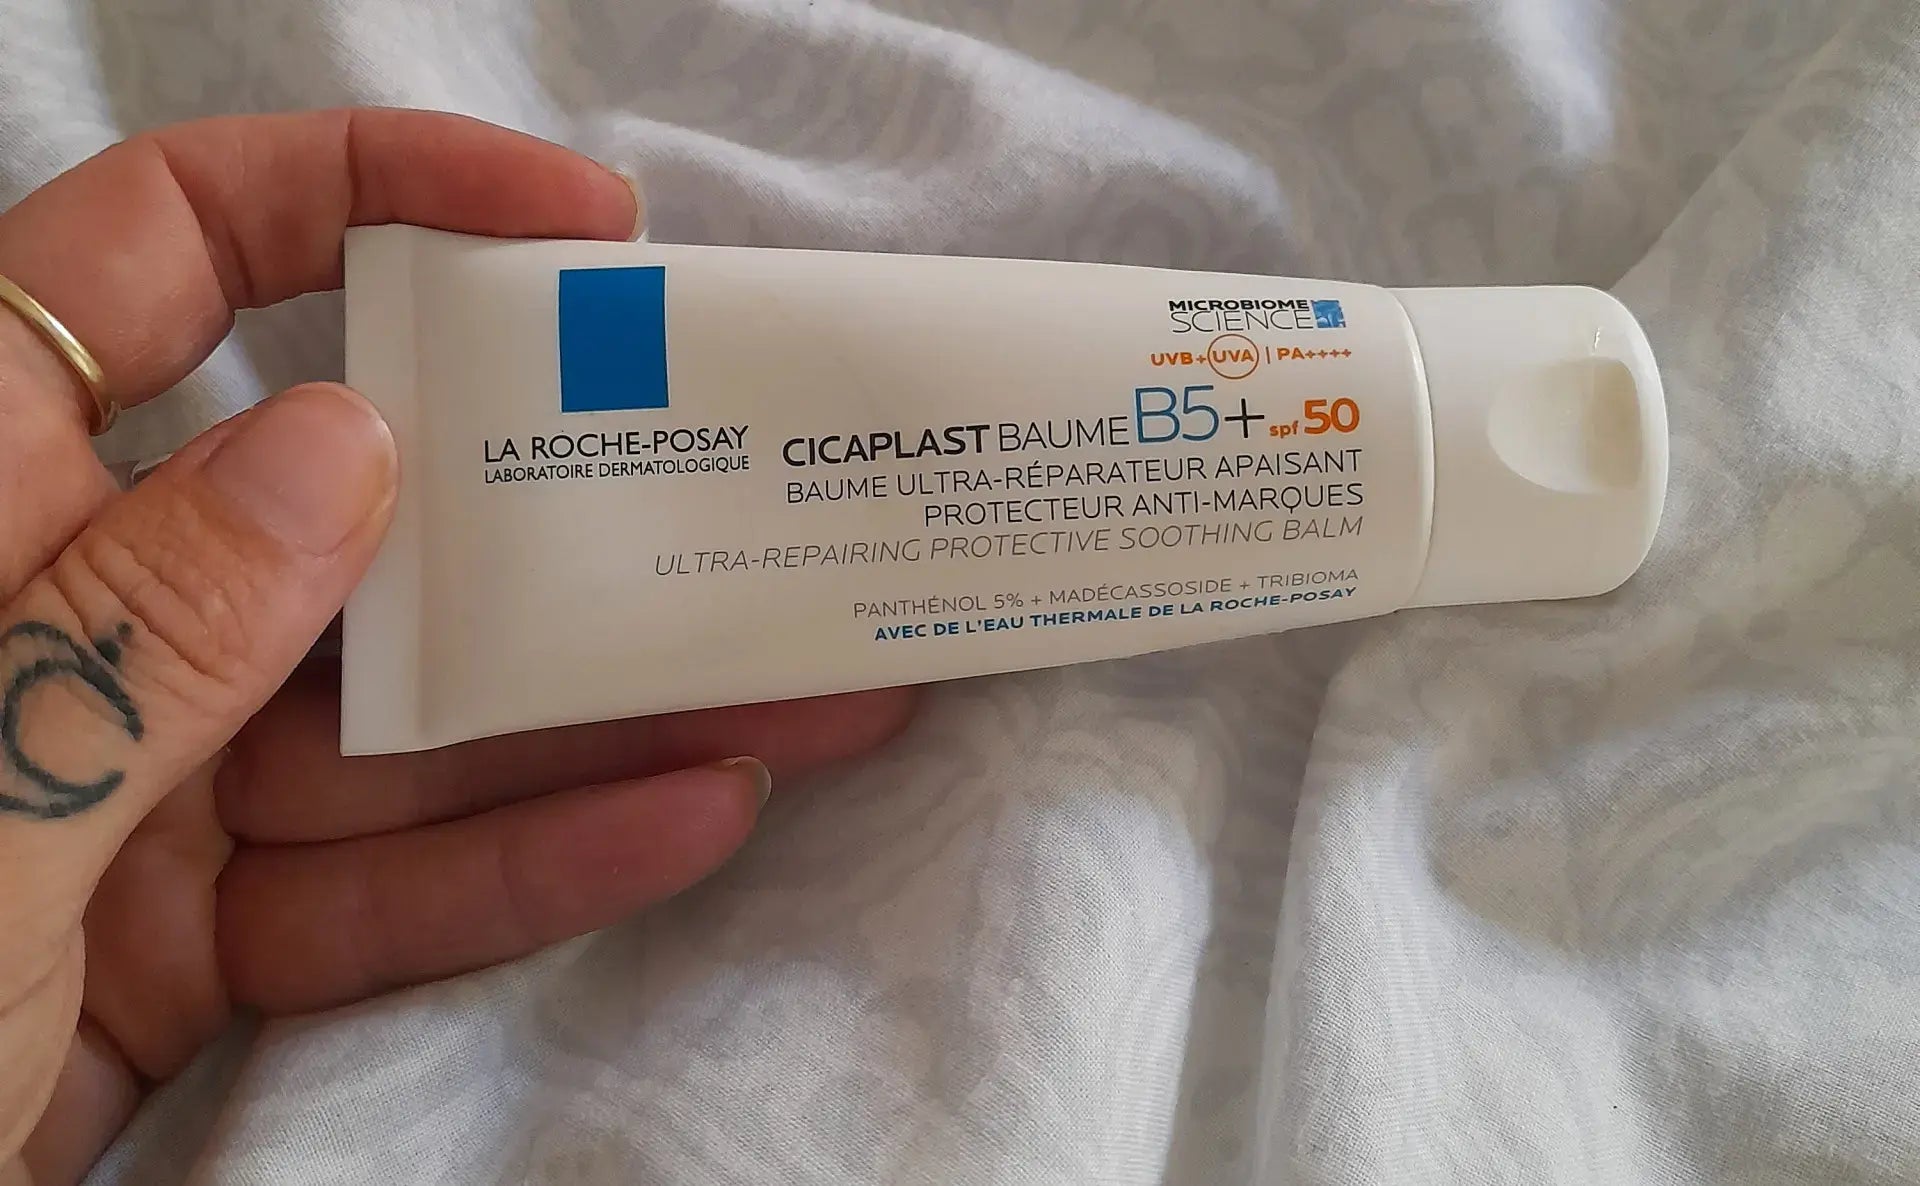 LA ROCHE-POSAY
LABORATOIRE DERMATOLOGIQUE
MICROBIOME
SCIENCE
UVB+UVA | PA++++
CICAPLAST BAUME B5+ spf 50
BAUME ULTRA-RÉPARATEUR APAISANT
PROTECTEUR ANTI-MARQUES
ULTRA-REPAIRING PROTECTIVE SOOTHING BALM
PANTHÉNOL 5% + MADÉCASSOSIDE + TRIBIOMA
AVEC DE L'EAU THERMALE DE LA ROCHE-POSAY